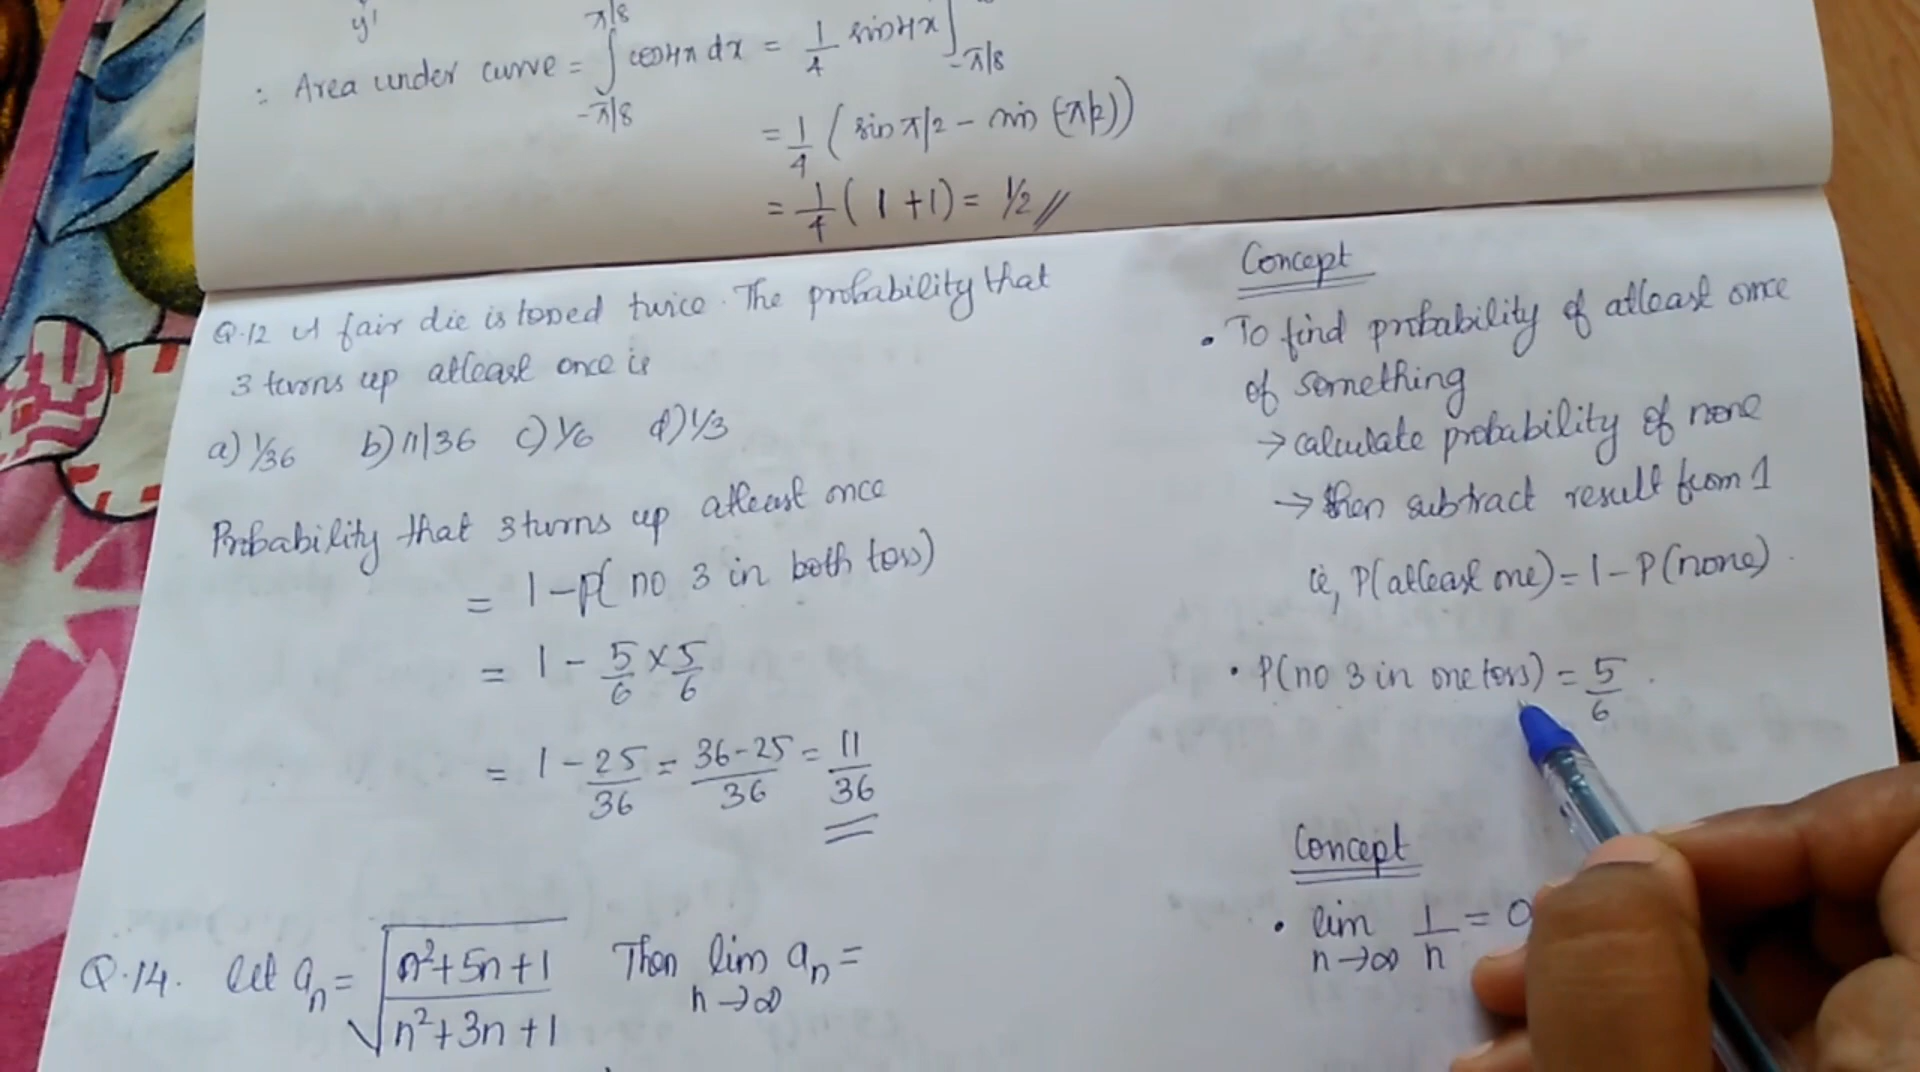 y'
∴ Area under curve = ∫_{-π/8}^{π/8} cos4x dx = 1/4 sin4x]_{-π/8}
= 1/4 (sin π/2 - sin (-π/2))
= 1/4 (1+1) = 1/2 //
Q.12 A fair die is tossed twice. The probability that
3 turns up atleast once is
a) 1/36 b) 11/36 c) 1/6 d) 1/3
Probability that 3 turns up atleast once
= 1-P( no 3 in both toss)
= 1 - 5/6 × 5/6
= 1 - 25/36 = 36-25/36 = 11/36
Concept
• To find probability of atleast once
of something
→ calculate probability of none
→ then subtract result from 1
ie, P(atleast one) = 1 - P(none).
• P(no 3 in one toss) = 5/6.
Q.14. Let a_n = √(n²+5n+1 / n²+3n+1) Then lim n→∞ a_n =
Concept
• lim n→∞ 1/n = 0